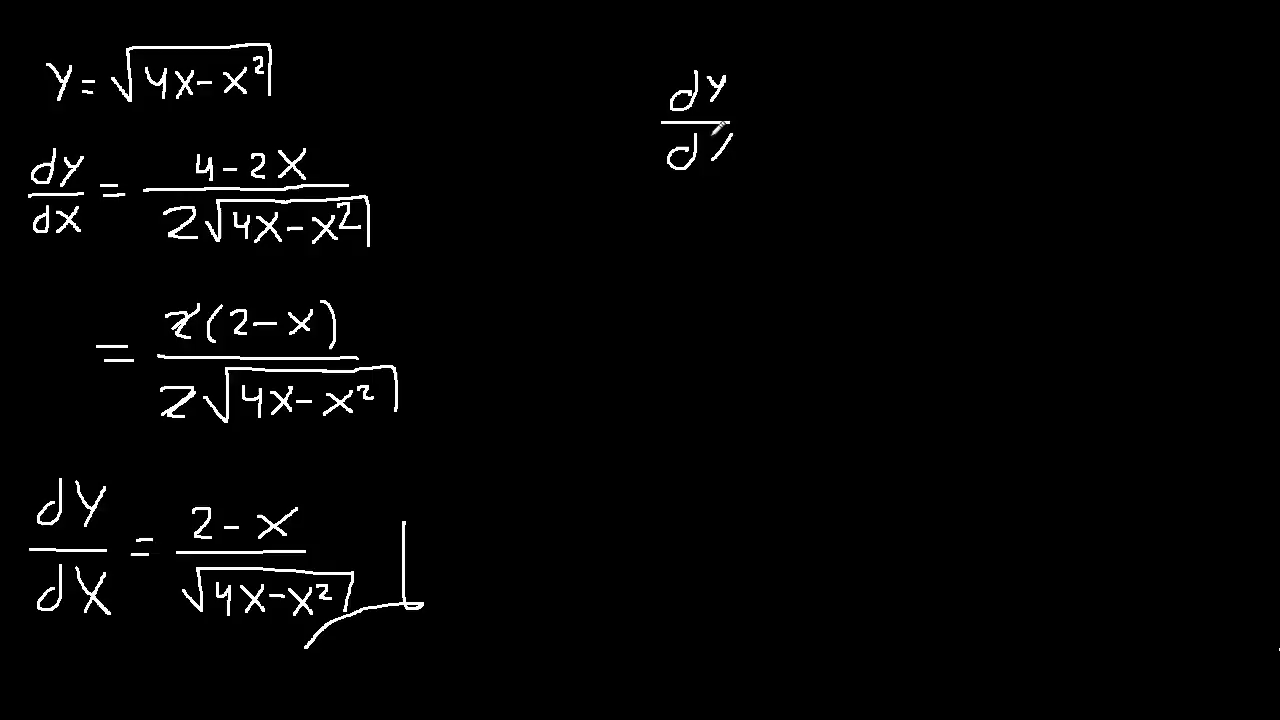 y = √(4x - x²)
dy/dx = (4 - 2x)/(2√(4x - x²))
= 2(2 - x)/(2√(4x - x²))
dy/dx = (2 - x)/√(4x - x²)
dy/d